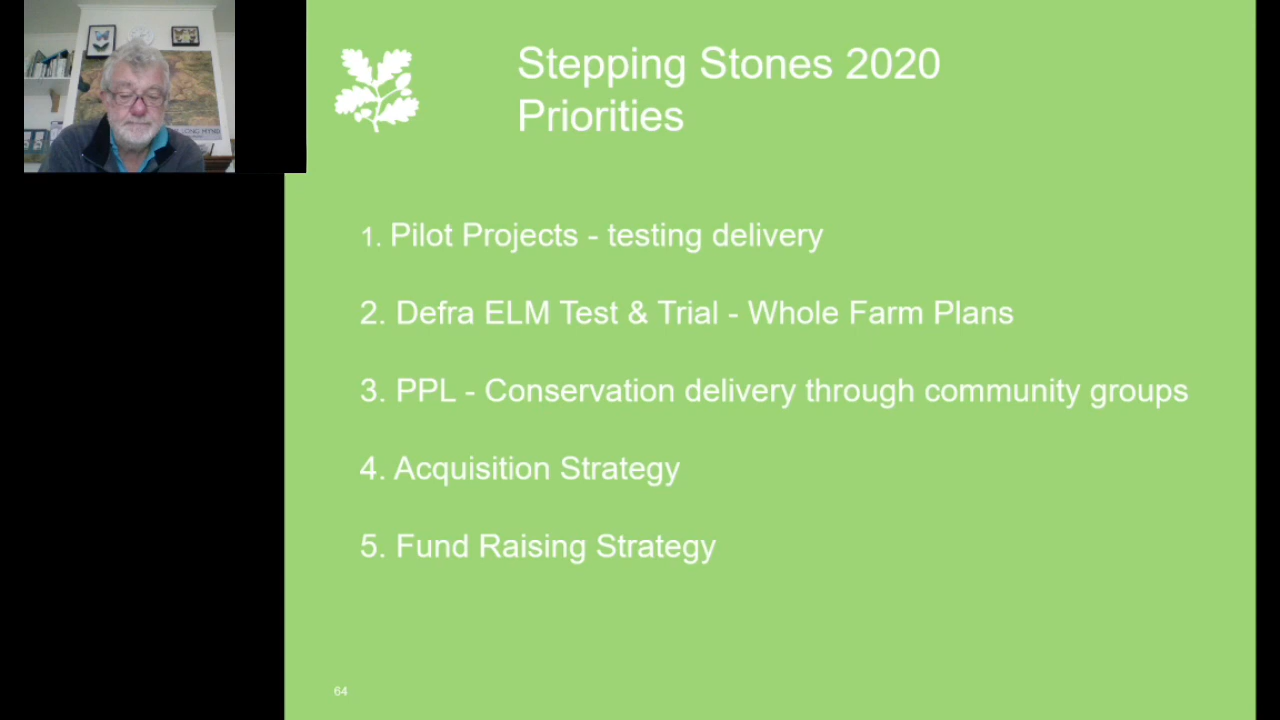 Stepping Stones 2020
Priorities
1. Pilot Projects - testing delivery
2. Defra ELM Test & Trial - Whole Farm Plans
3. PPL - Conservation delivery through community groups
4. Acquisition Strategy
5. Fund Raising Strategy
64